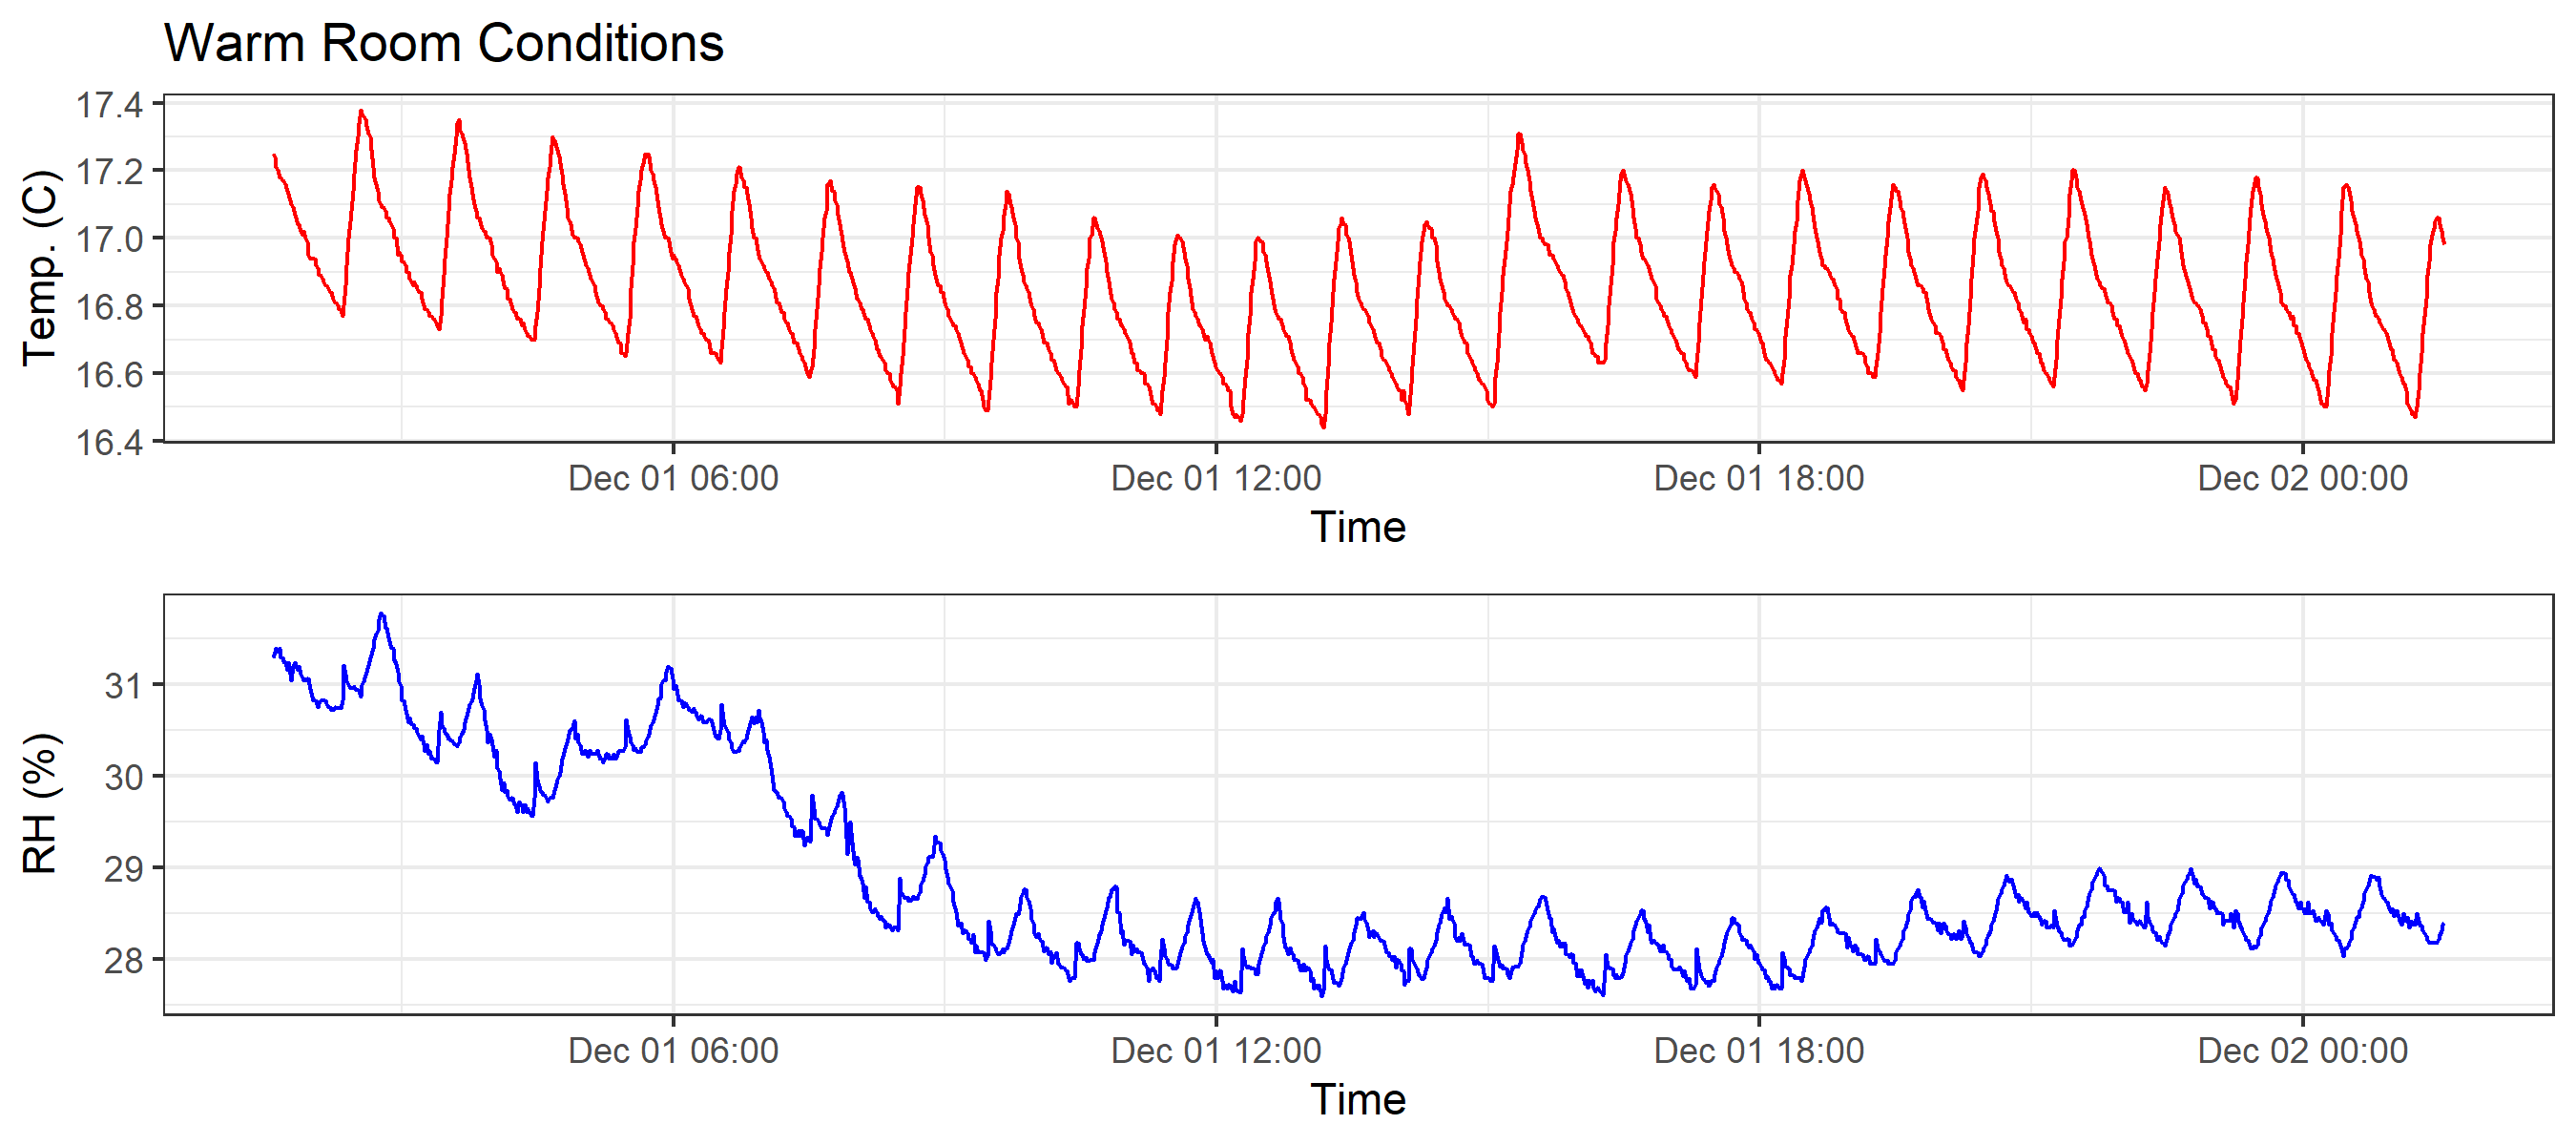 Warm Room Conditions
17.4
17.2
17.0
16.8
16.6
16.4
Temp. (C)
Dec 01 06:00 Dec 01 12:00 Dec 01 18:00 Dec 02 00:00
Time
31
30
29
28
RH (%)
Dec 01 06:00 Dec 01 12:00 Dec 01 18:00 Dec 02 00:00
Time